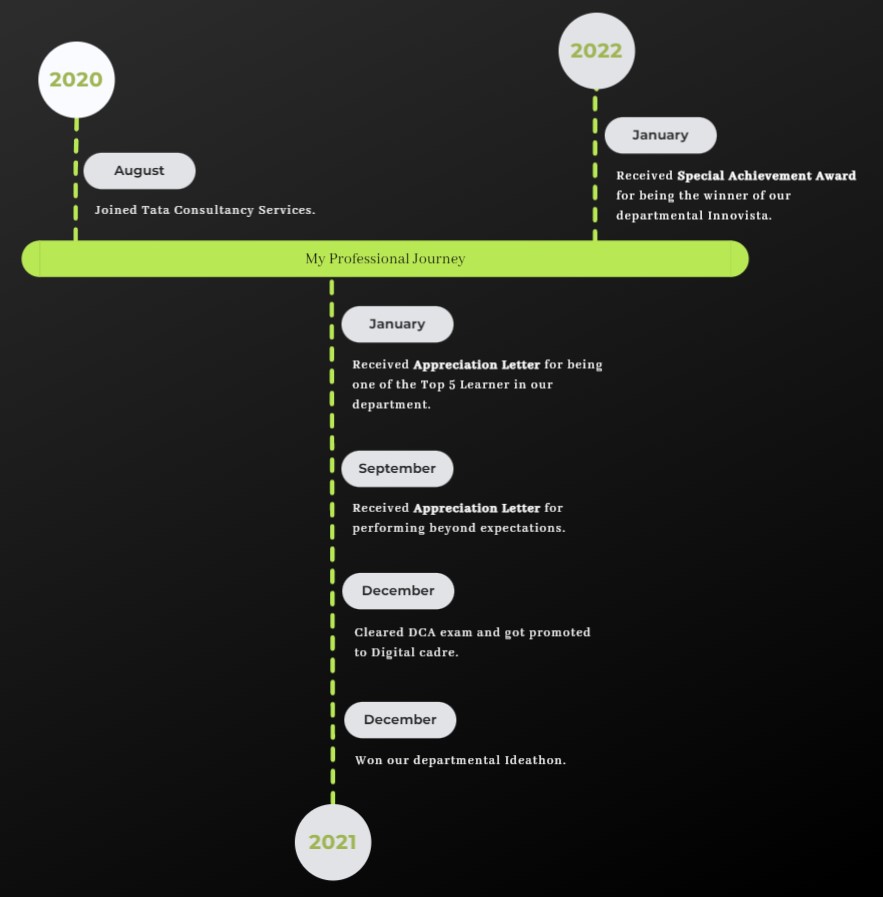 2020
August
Joined Tata Consultancy Services.
2022
January
Received Special Achievement Award
for being the winner of our
departmental Innovista.
My Professional Journey
January
Received Appreciation Letter for being
one of the Top 5 Learner in our
department.
September
Received Appreciation Letter for
performing beyond expectations.
December
Cleared DCA exam and got promoted
to Digital cadre.
December
Won our departmental Ideathon.
2021